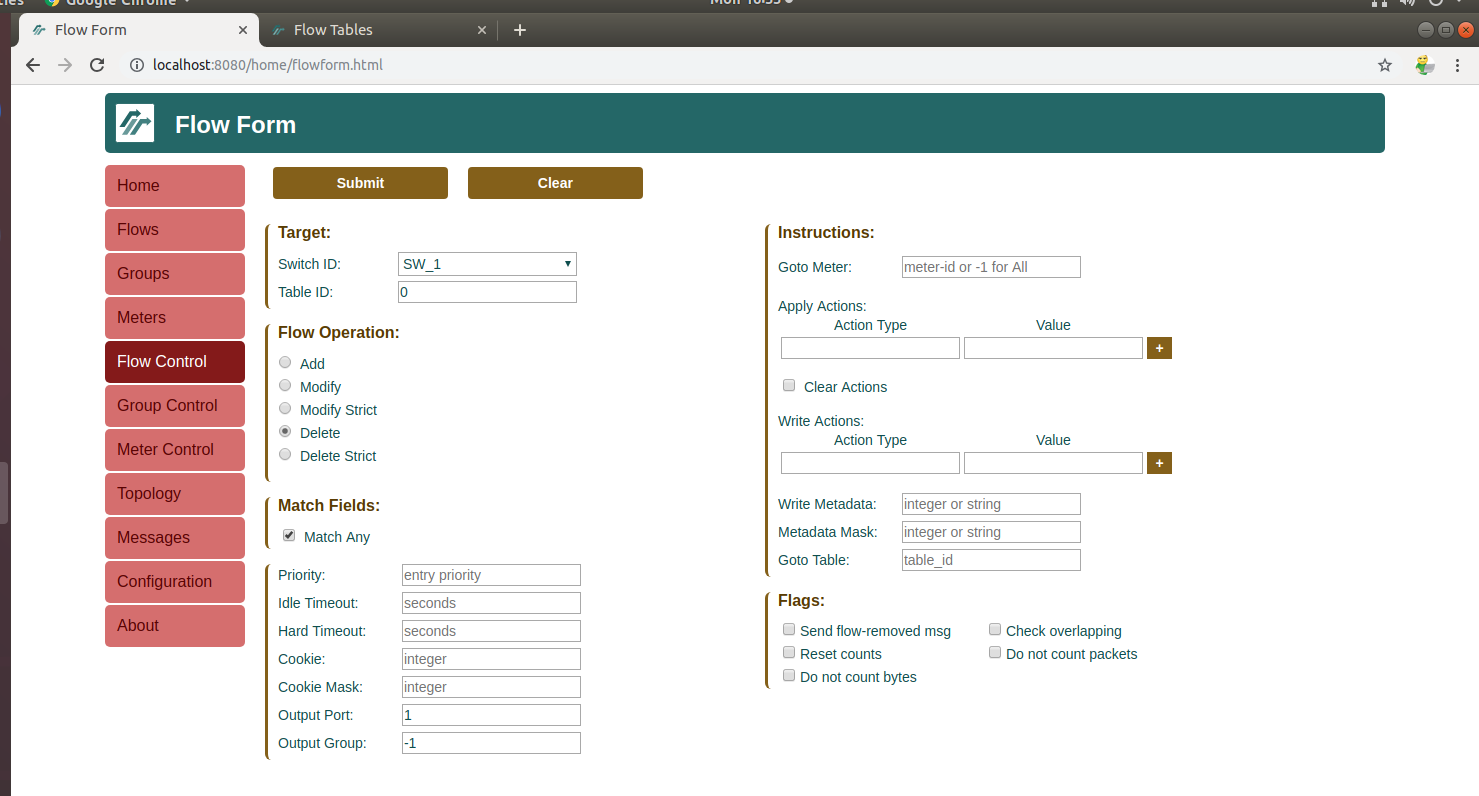 Google Chrome
Mon 16:55
Flow Form
Flow Tables
localhost:8080/home/flowform.html
Flow Form
Home
Flows
Groups
Meters
Flow Control
Group Control
Meter Control
Topology
Messages
Configuration
About
Submit Clear
Target:
Switch ID: SW_1
Table ID: 0
Flow Operation:
Add
Modify
Modify Strict
Delete
Delete Strict
Match Fields:
Match Any
Priority: entry priority
Idle Timeout: seconds
Hard Timeout: seconds
Cookie: integer
Cookie Mask: integer
Output Port: 1
Output Group: -1
Instructions:
Goto Meter: meter-id or -1 for All
Apply Actions:
Action Type Value
+
Clear Actions
Write Actions:
Action Type Value
+
Write Metadata: integer or string
Metadata Mask: integer or string
Goto Table: table_id
Flags:
Send flow-removed msg Check overlapping
Reset counts Do not count packets
Do not count bytes